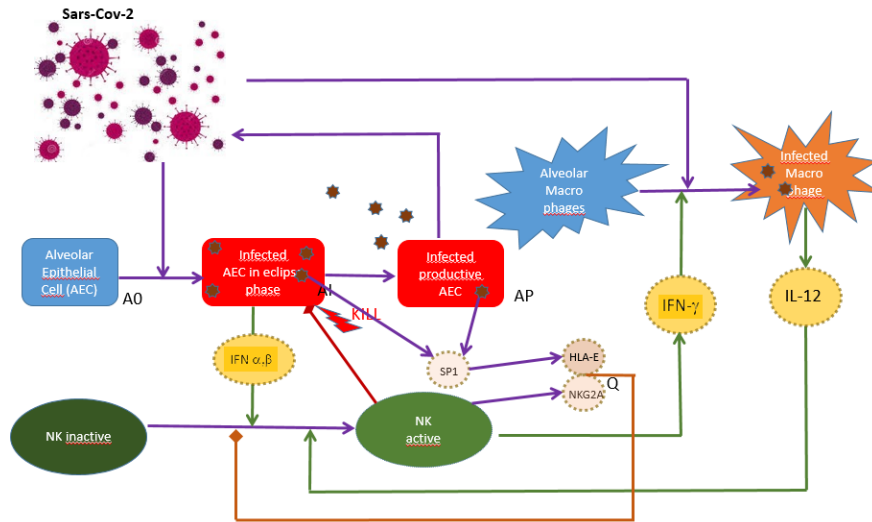 Sars-Cov-2
Alveolar
Macro
phages
Infected
Macro
phage
Alveolar
Epithelial
Cell (AEC)
A0
Infected
AEC in eclips
phase
AI
Infected
productive
AEC
AP
IFN-γ
IL-12
KILL
IFN α,β
SP1
HLA-E
Q
NKG2A
NK inactive
NK
active